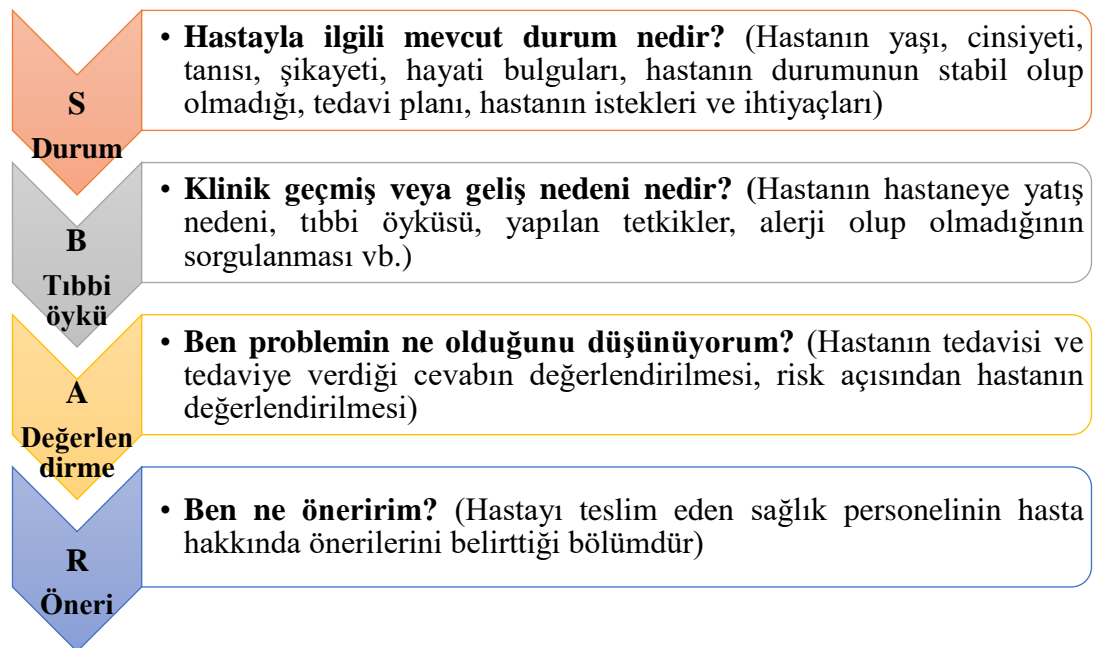 S
Durum
• Hastayla ilgili mevcut durum nedir? (Hastanın yaşı, cinsiyeti,
tanısı, şikayeti, hayati bulguları, hastanın durumunun stabil olup
olmadığı, tedavi planı, hastanın istekleri ve ihtiyaçları)
B
Tıbbi
öykü
• Klinik geçmiş veya geliş nedeni nedir? (Hastanın hastaneye yatış
nedeni, tıbbi öyküsü, yapılan tetkikler, alerji olup olmadığının
sorgulanması vb.)
A
Değerlen
dirme
• Ben problemin ne olduğunu düşünüyorum? (Hastanın tedavisi ve
tedaviye verdiği cevabın değerlendirilmesi, risk açısından hastanın
değerlendirilmesi)
R
Öneri
• Ben ne öneririm? (Hastayı teslim eden sağlık personelinin hasta
hakkında önerilerini belirttiği bölümdür)